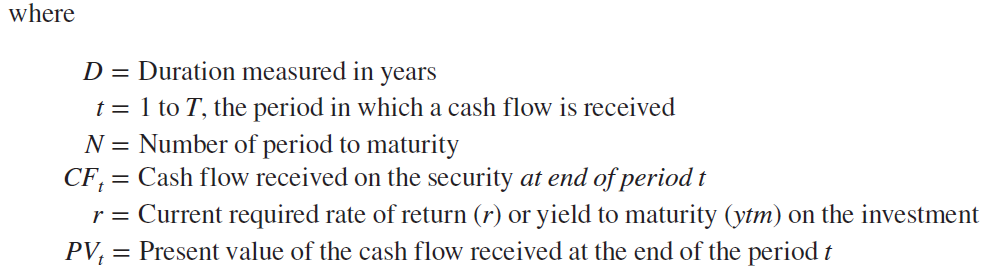 where
D = Duration measured in years
t = 1 to T, the period in which a cash flow is received
N = Number of period to maturity
CFₜ = Cash flow received on the security at end of period t
r = Current required rate of return (r) or yield to maturity (ytm) on the investment
PVₜ = Present value of the cash flow received at the end of the period t